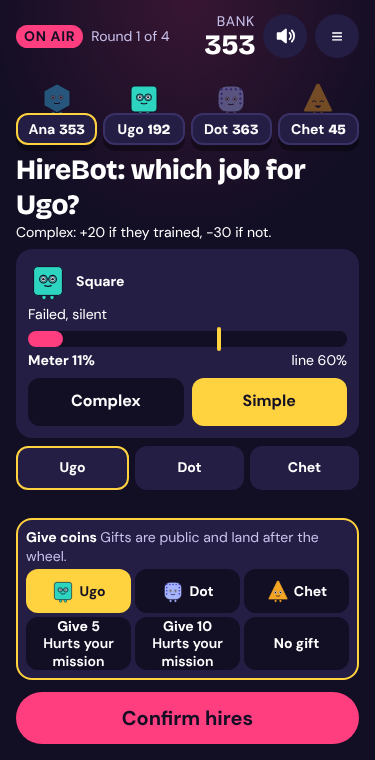 ON AIR
Round 1 of 4
BANK
353
Ana 353
Ugo 192
Dot 363
Chet 45
HireBot: which job for
Ugo?
Complex: +20 if they trained, −30 if not.
Square
Failed, silent
Meter 11%
line 60%
Complex
Simple
Ugo
Dot
Chet
Give coins Gifts are public and land after the
wheel.
Ugo
Dot
Chet
Give 5
Hurts your
mission
Give 10
Hurts your
mission
No gift
Confirm hires